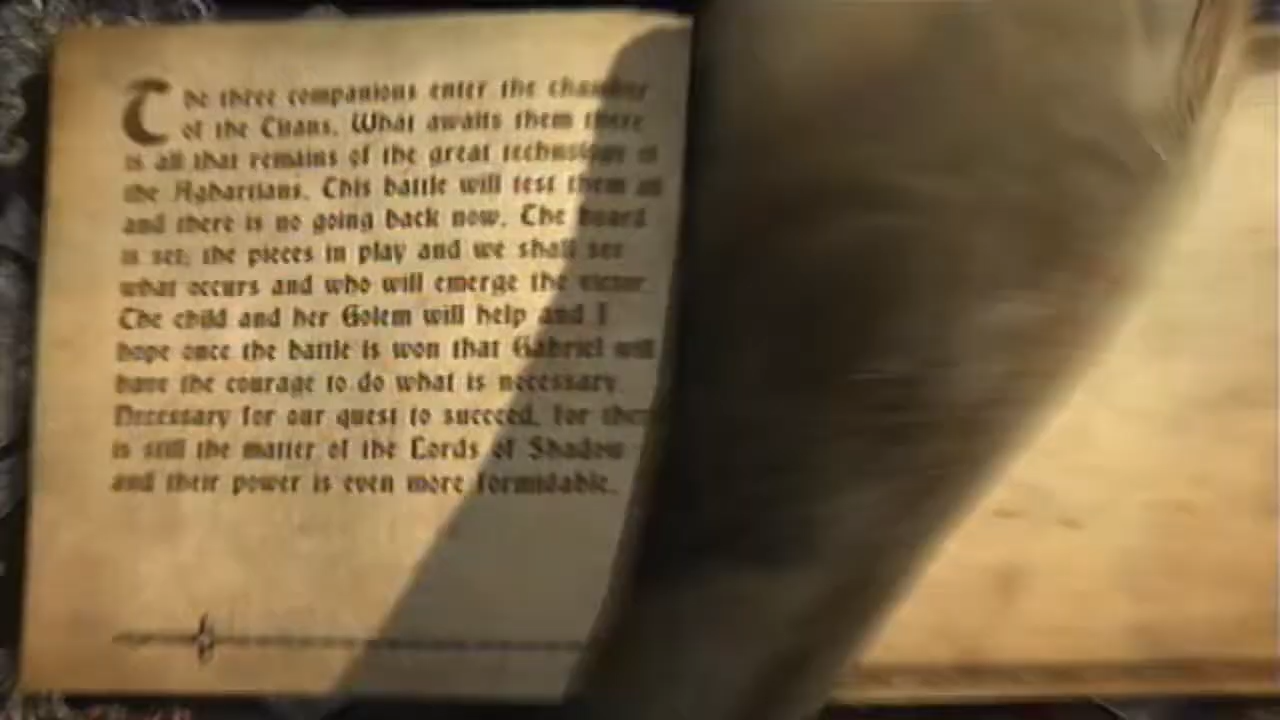 The three companions enter the chamber
of the Titans. What awaits them there
is all that remains of the great technology of
the Aghartians. This battle will test them all
and there is no going back now. The board
is set; the pieces in play and we shall see
what occurs and who will emerge the victor.
The child and her Golem will help and I
hope once the battle is won that Gabriel will
have the courage to do what is necessary.
Necessary for our quest to succeed, for there
is still the matter of the Lords of Shadow
and their power is even more formidable.